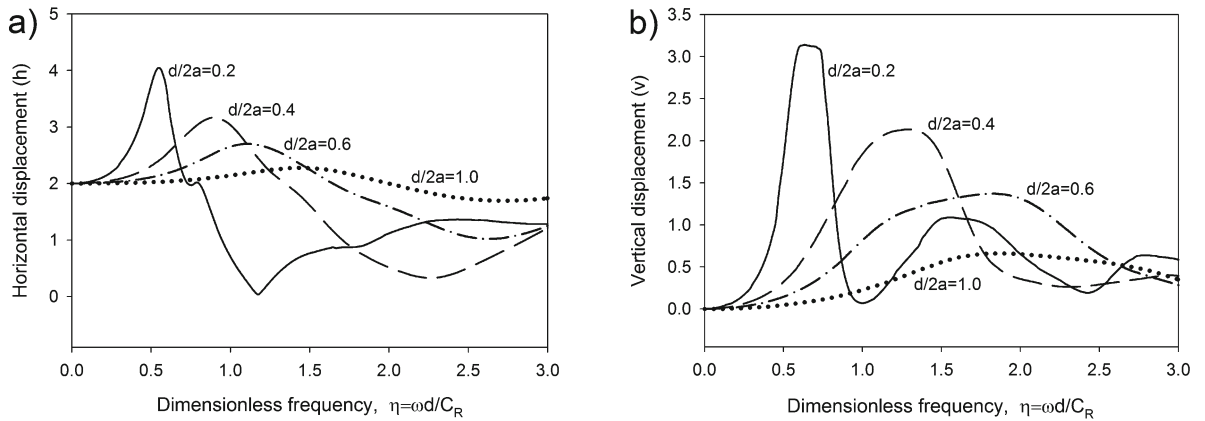 a)
Horizontal displacement (h)
5
4
3
2
1
0
d/2a=0.2
d/2a=0.4
d/2a=0.6
d/2a=1.0
0.0 0.5 1.0 1.5 2.0 2.5 3.0
Dimensionless frequency, η=ωd/C_R
b)
Vertical displacement (v)
3.5
3.0
2.5
2.0
1.5
1.0
0.5
0.0
d/2a=0.2
d/2a=0.4
d/2a=0.6
d/2a=1.0
0.0 0.5 1.0 1.5 2.0 2.5 3.0
Dimensionless frequency, η=ωd/C_R